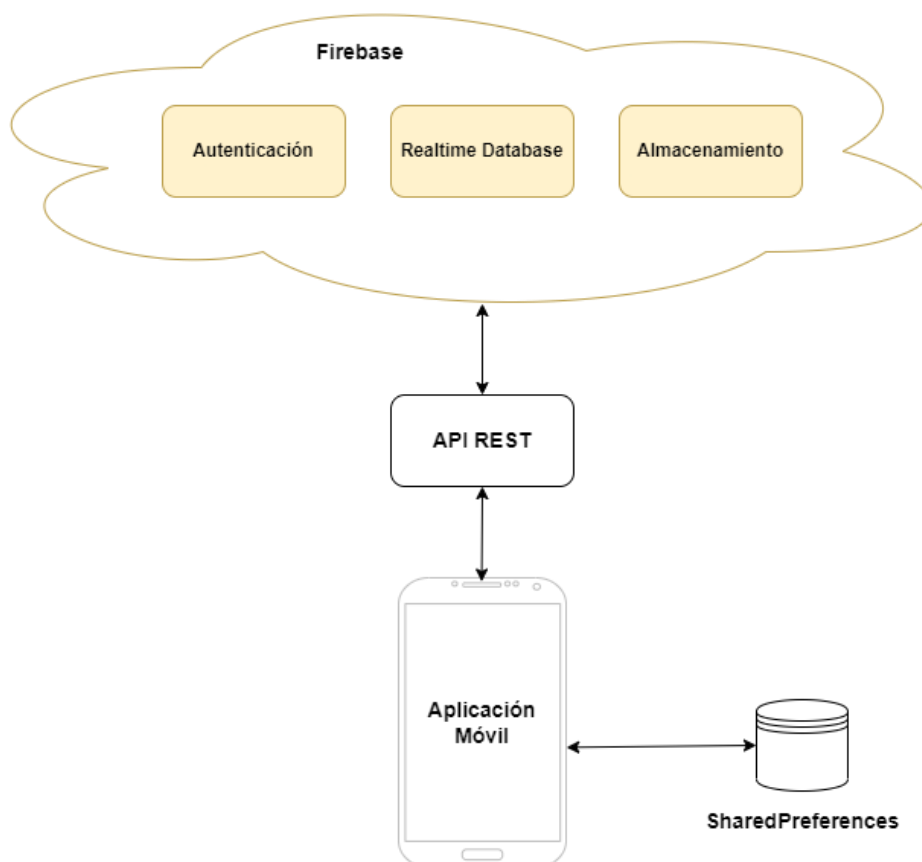 Firebase
Autenticación
Realtime Database
Almacenamiento
API REST
Aplicación
Móvil
SharedPreferences